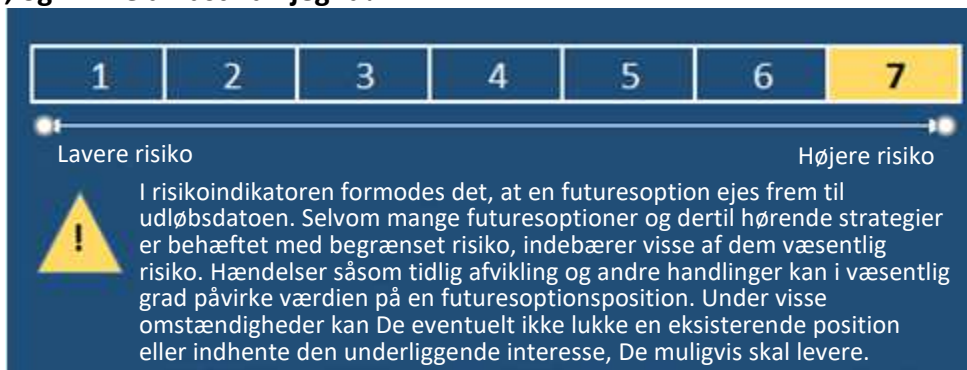 1 2 3 4 5 6 7
Lavere risiko Højere risiko
I risikoindikatoren formodes det, at en futuresoption ejes frem til
udløbsdatoen. Selvom mange futuresoptioner og dertil hørende strategier
! er behæftet med begrænset risiko, indebærer visse af dem væsentlig
risiko. Hændelser såsom tidlig afvikling og andre handlinger kan i væsentlig
grad påvirke værdien på en futuresoptionsposition. Under visse
omstændigheder kan De eventuelt ikke lukke en eksisterende position
eller indhente den underliggende interesse, De muligvis skal levere.